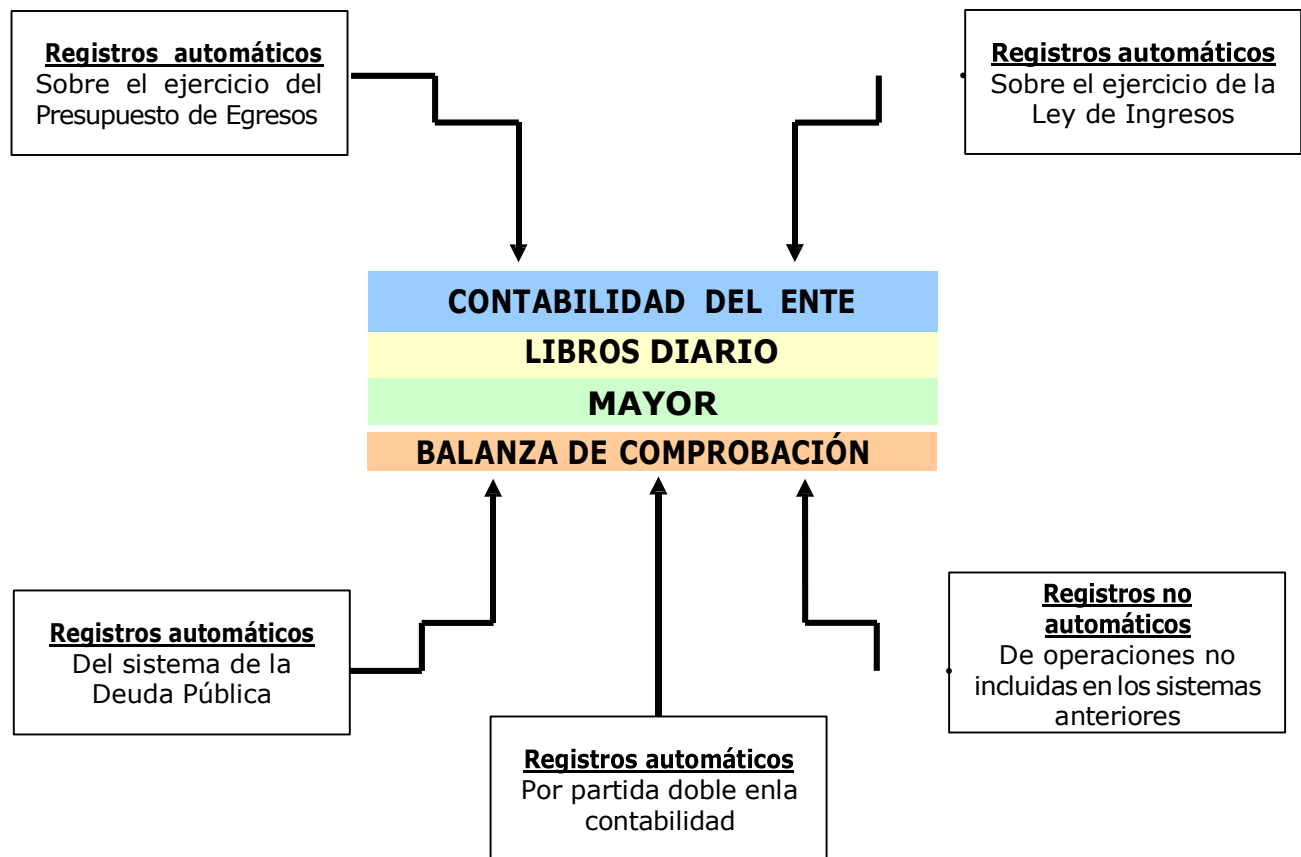 Registros automáticos
Sobre el ejercicio del
Presupuesto de Egresos
Registros automáticos
Sobre el ejercicio de la
Ley de Ingresos
CONTABILIDAD DEL ENTE
LIBROS DIARIO
MAYOR
BALANZA DE COMPROBACIÓN
Registros automáticos
Del sistema de la
Deuda Pública
Registros automáticos
Por partida doble enla
contabilidad
Registros no
automáticos
De operaciones no
incluidas en los sistemas
anteriores